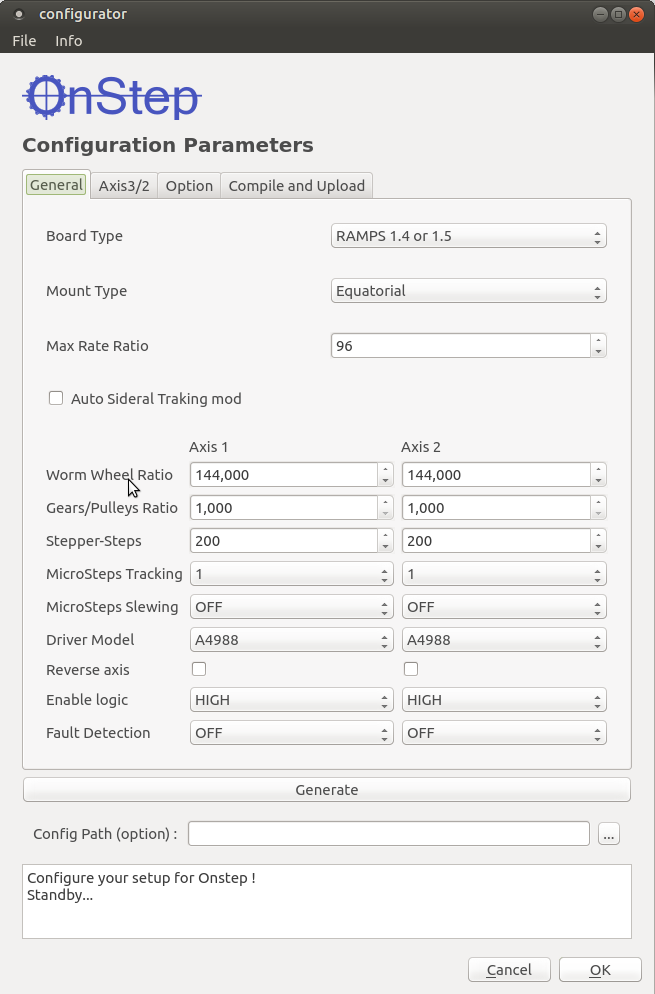 configurator
File Info
OnStep
Configuration Parameters
General Axis3/2 Option Compile and Upload
Board Type RAMPS 1.4 or 1.5
Mount Type Equatorial
Max Rate Ratio 96
Auto Sideral Traking mod
Axis 1 Axis 2
Worm Wheel Ratio 144,000 144,000
Gears/Pulleys Ratio 1,000 1,000
Stepper-Steps 200 200
MicroSteps Tracking 1 1
MicroSteps Slewing OFF OFF
Driver Model A4988 A4988
Reverse axis
Enable logic HIGH HIGH
Fault Detection OFF OFF
Generate
Config Path (option) : ...
Configure your setup for Onstep !
Standby...
Cancel OK